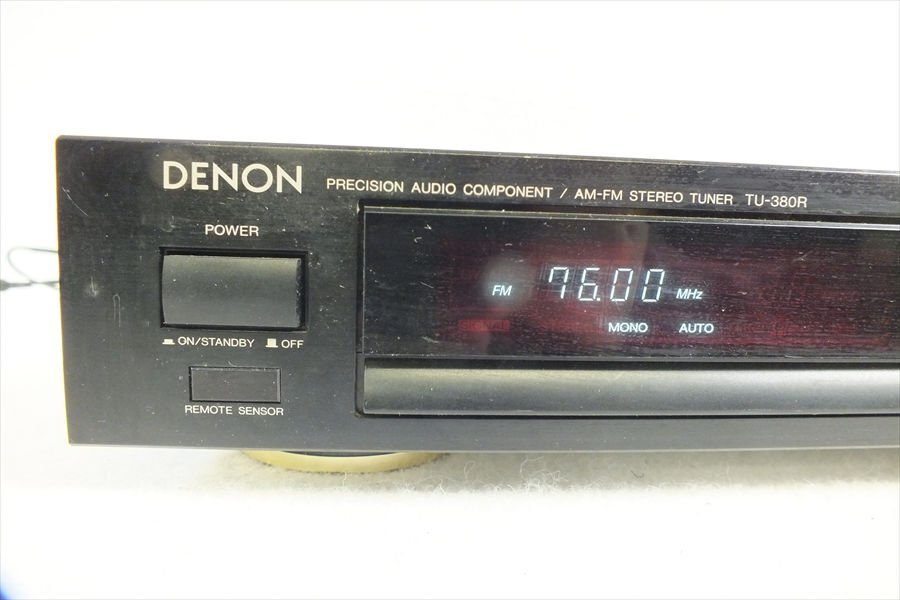 DENON
PRECISION AUDIO COMPONENT / AM-FM STEREO TUNER TU-380R
POWER
FM 76.00 MHz
SIGNAL
MONO AUTO
ON/STANDBY OFF
REMOTE SENSOR